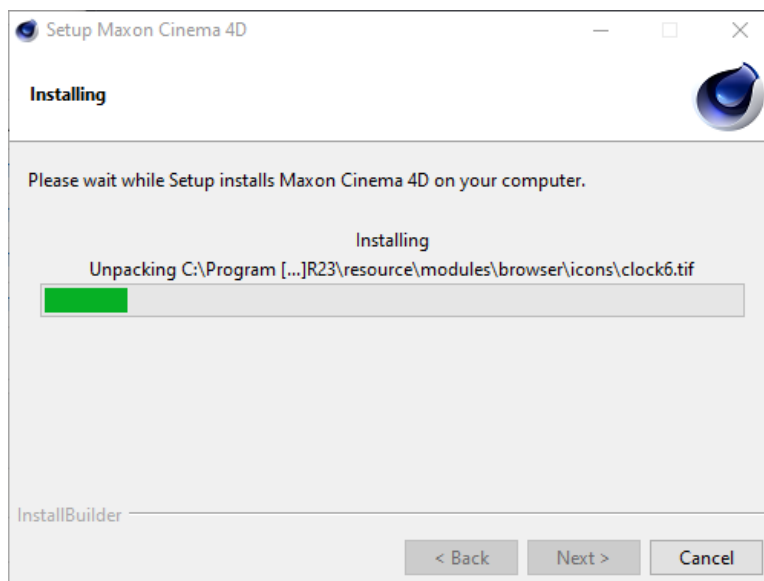 Setup Maxon Cinema 4D
Installing
Please wait while Setup installs Maxon Cinema 4D on your computer.
Installing
Unpacking C:\Program [...]R23\resource\modules\browser\icons\clock6.tif
InstallBuilder
< Back
Next >
Cancel